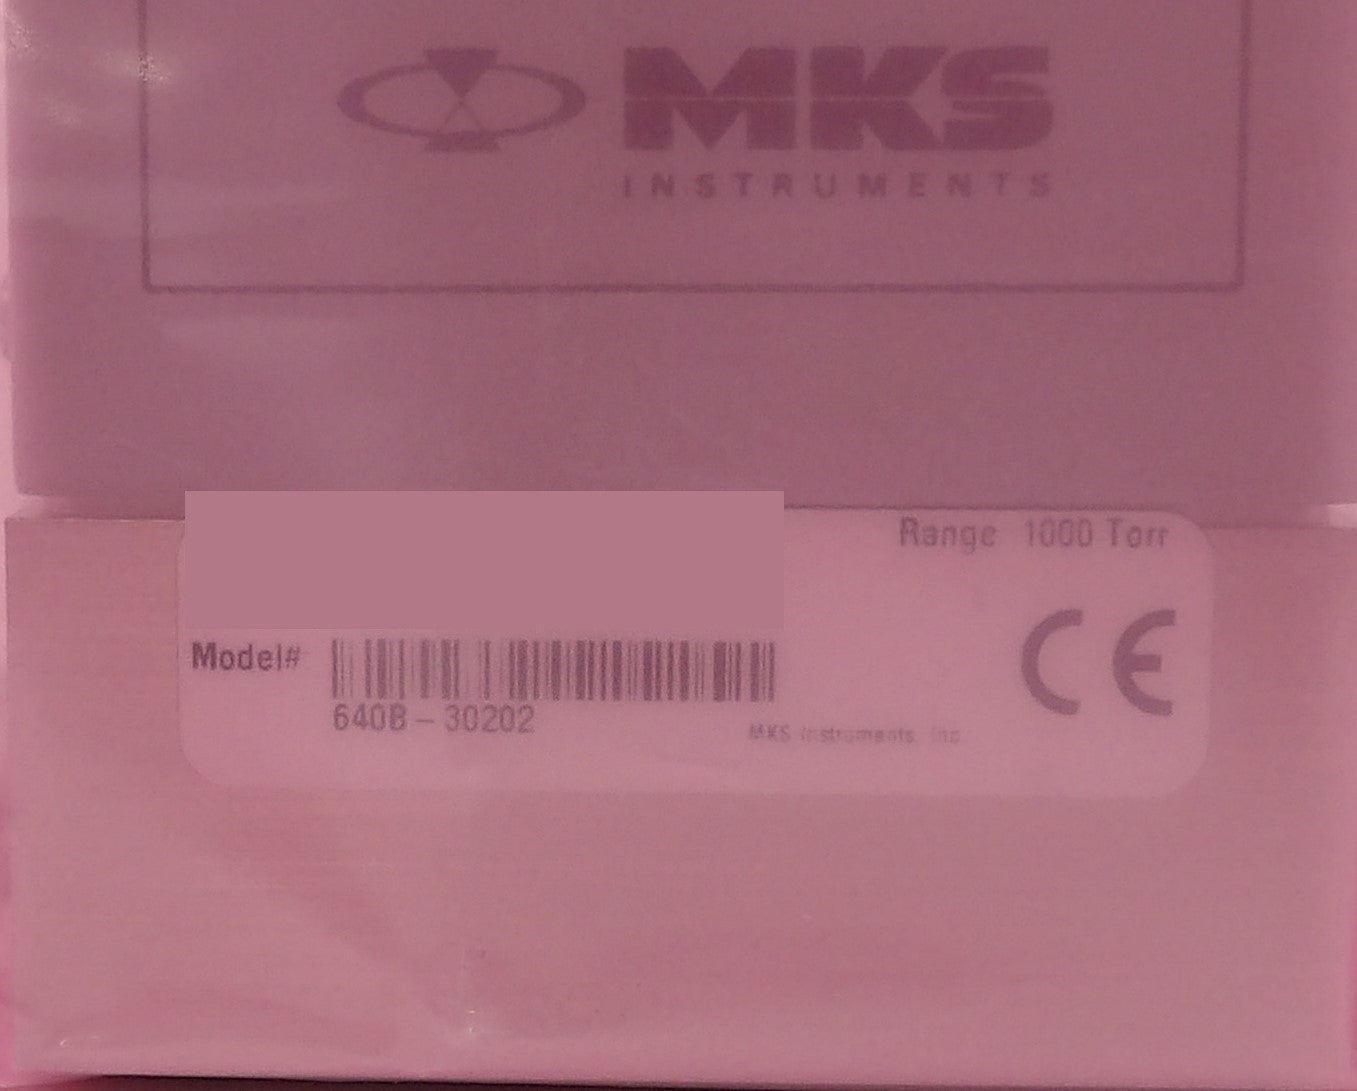 MKS
INSTRUMENTS
Range 1000 Torr
Model#
640B-30202
MKS Instruments, Inc
CE